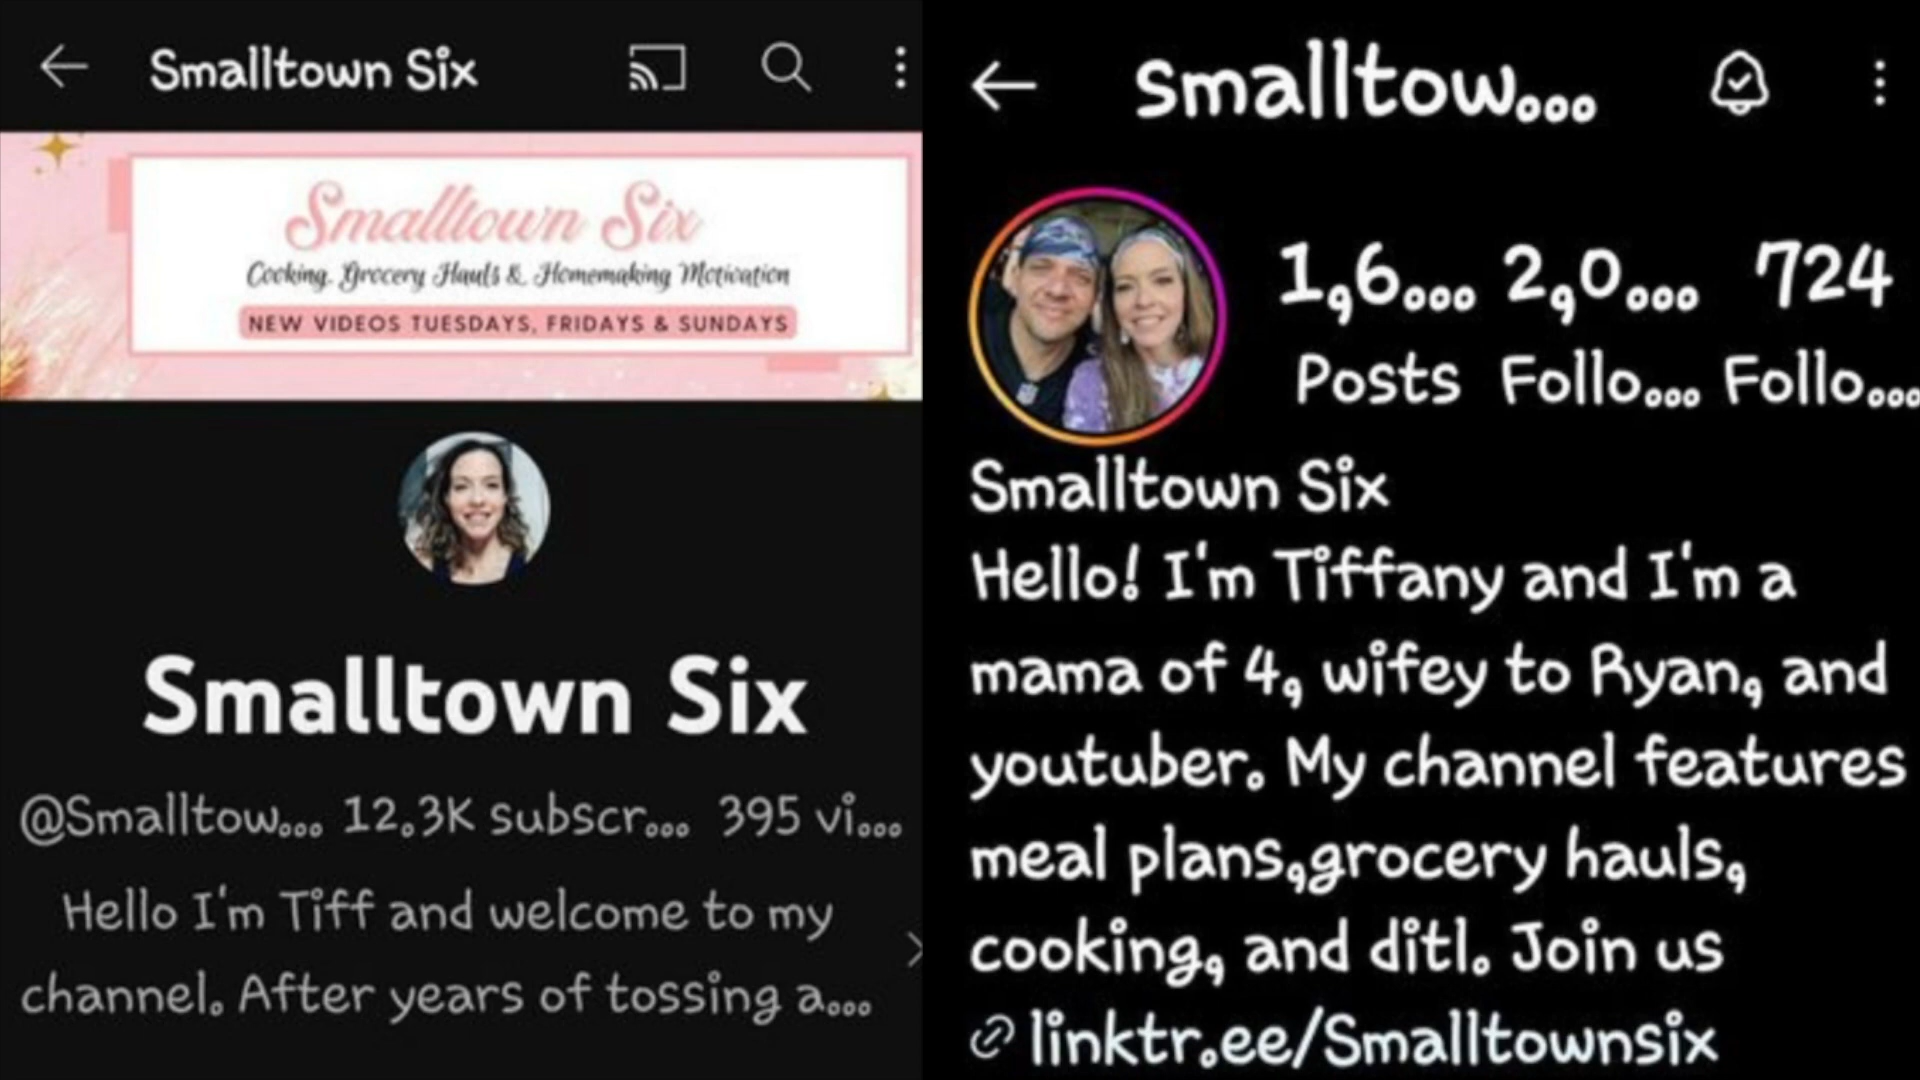 Smalltown Six
Smalltown Six
Cooking, Grocery Hauls & Homemaking Motivation
NEW VIDEOS TUESDAYS, FRIDAYS & SUNDAYS
Smalltown Six
@Smalltow... 12.3K subscr... 395 vi...
Hello I'm Tiff and welcome to my
channel. After years of tossing a...
smalltow...
1,6... 2,0... 724
Posts Follo... Follo...
Smalltown Six
Hello! I'm Tiffany and I'm a
mama of 4, wifey to Ryan, and
youtuber. My channel features
meal plans,grocery hauls,
cooking, and ditl. Join us
linktr.ee/Smalltownsix